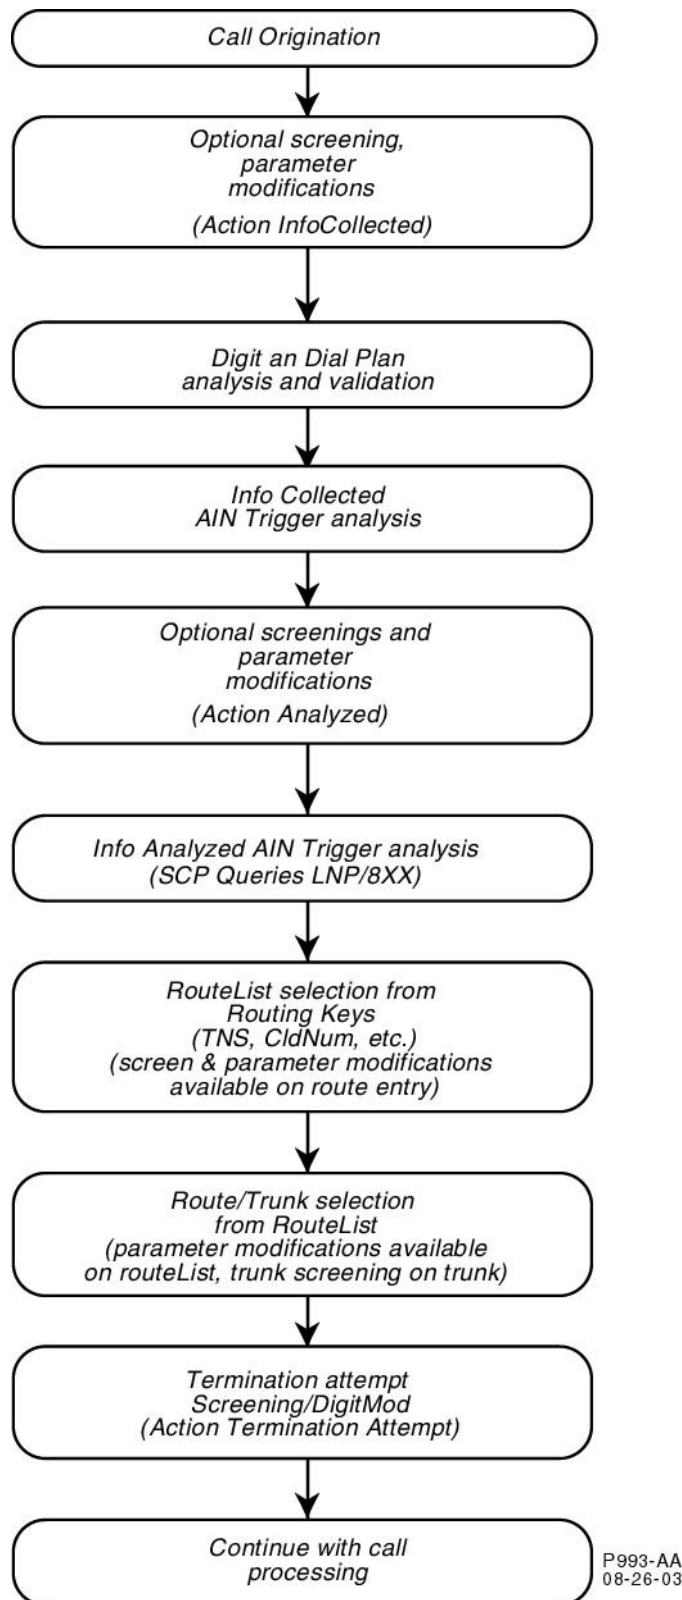 Call Origination
Optional screening,
parameter
modifications
(Action InfoCollected)
Digit an Dial Plan
analysis and validation
Info Collected
AIN Trigger analysis
Optional screenings and
parameter
modifications
(Action Analyzed)
Info Analyzed AIN Trigger analysis
(SCP Queries LNP/8XX)
RouteList selection from
Routing Keys
(TNS, CldNum, etc.)
(screen & parameter modifications
available on route entry)
Route/Trunk selection
from RouteList
(parameter modifications available
on routeList, trunk screening on trunk)
Termination attempt
Screening/DigitMod
(Action Termination Attempt)
Continue with call
processing
P993-AA
08-26-03